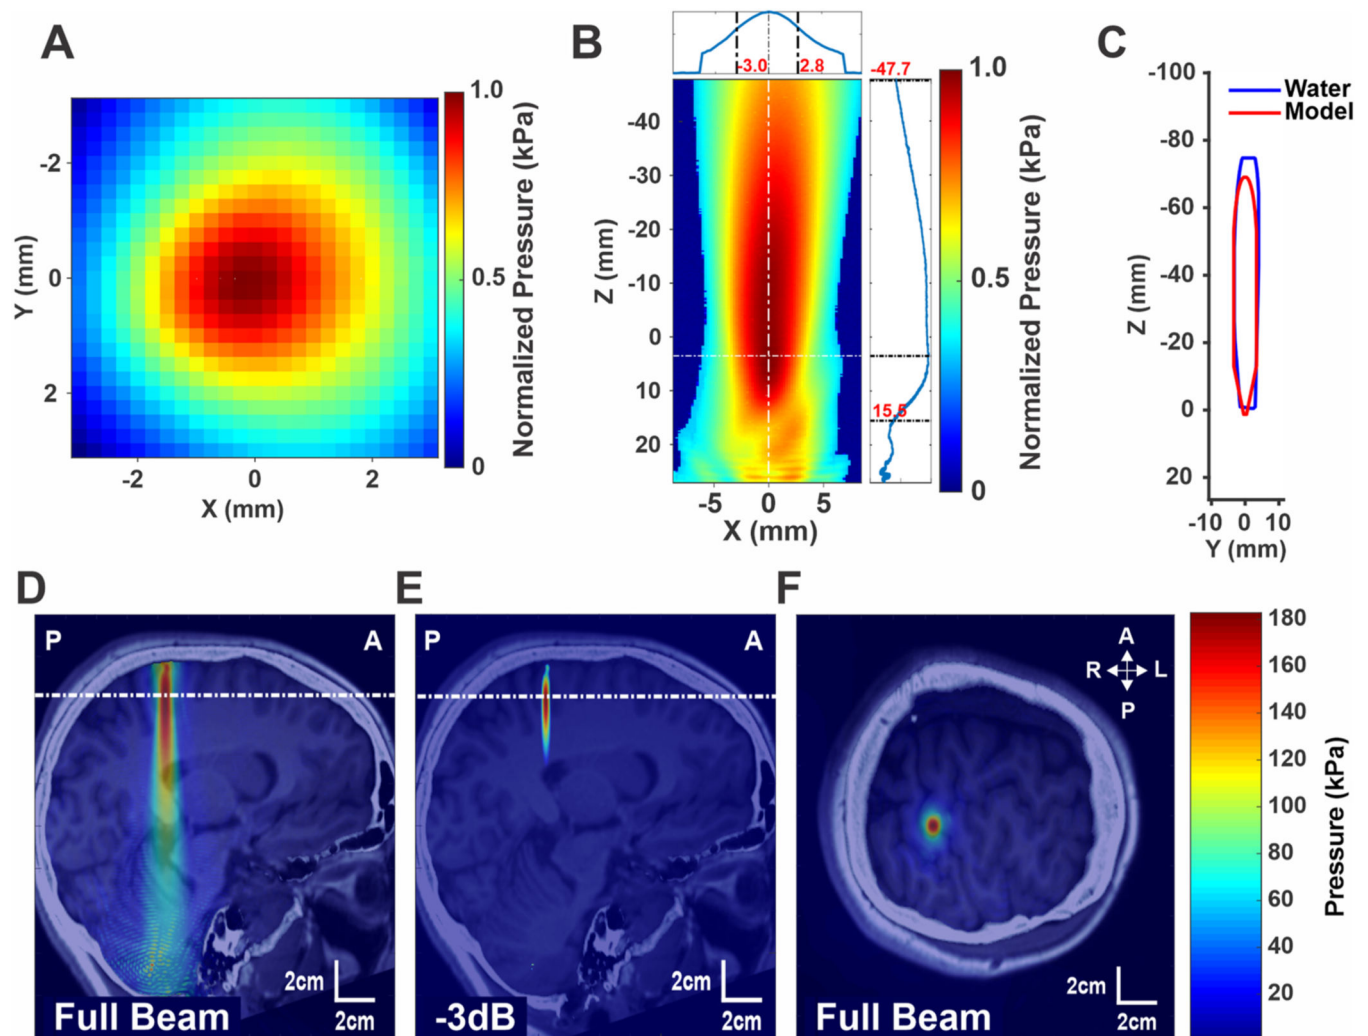 A
-2
0
2
Y (mm)
-2
0
2
X (mm)
1.0
0.5
0
Normalized Pressure (kPa)
B
-3.0
2.8
-47.7
15.5
-40
-30
-20
-10
0
10
20
Z (mm)
-5
0
5
X (mm)
1.0
0.5
0
Normalized Pressure (kPa)
C
Water
Model
-100
-80
-60
-40
-20
0
20
Z (mm)
-10
0
10
Y (mm)
D
P
A
2cm
2cm
Full Beam
E
P
A
2cm
2cm
-3dB
F
A
R
L
P
2cm
2cm
Full Beam
180
160
140
120
100
80
60
40
20
Pressure (kPa)